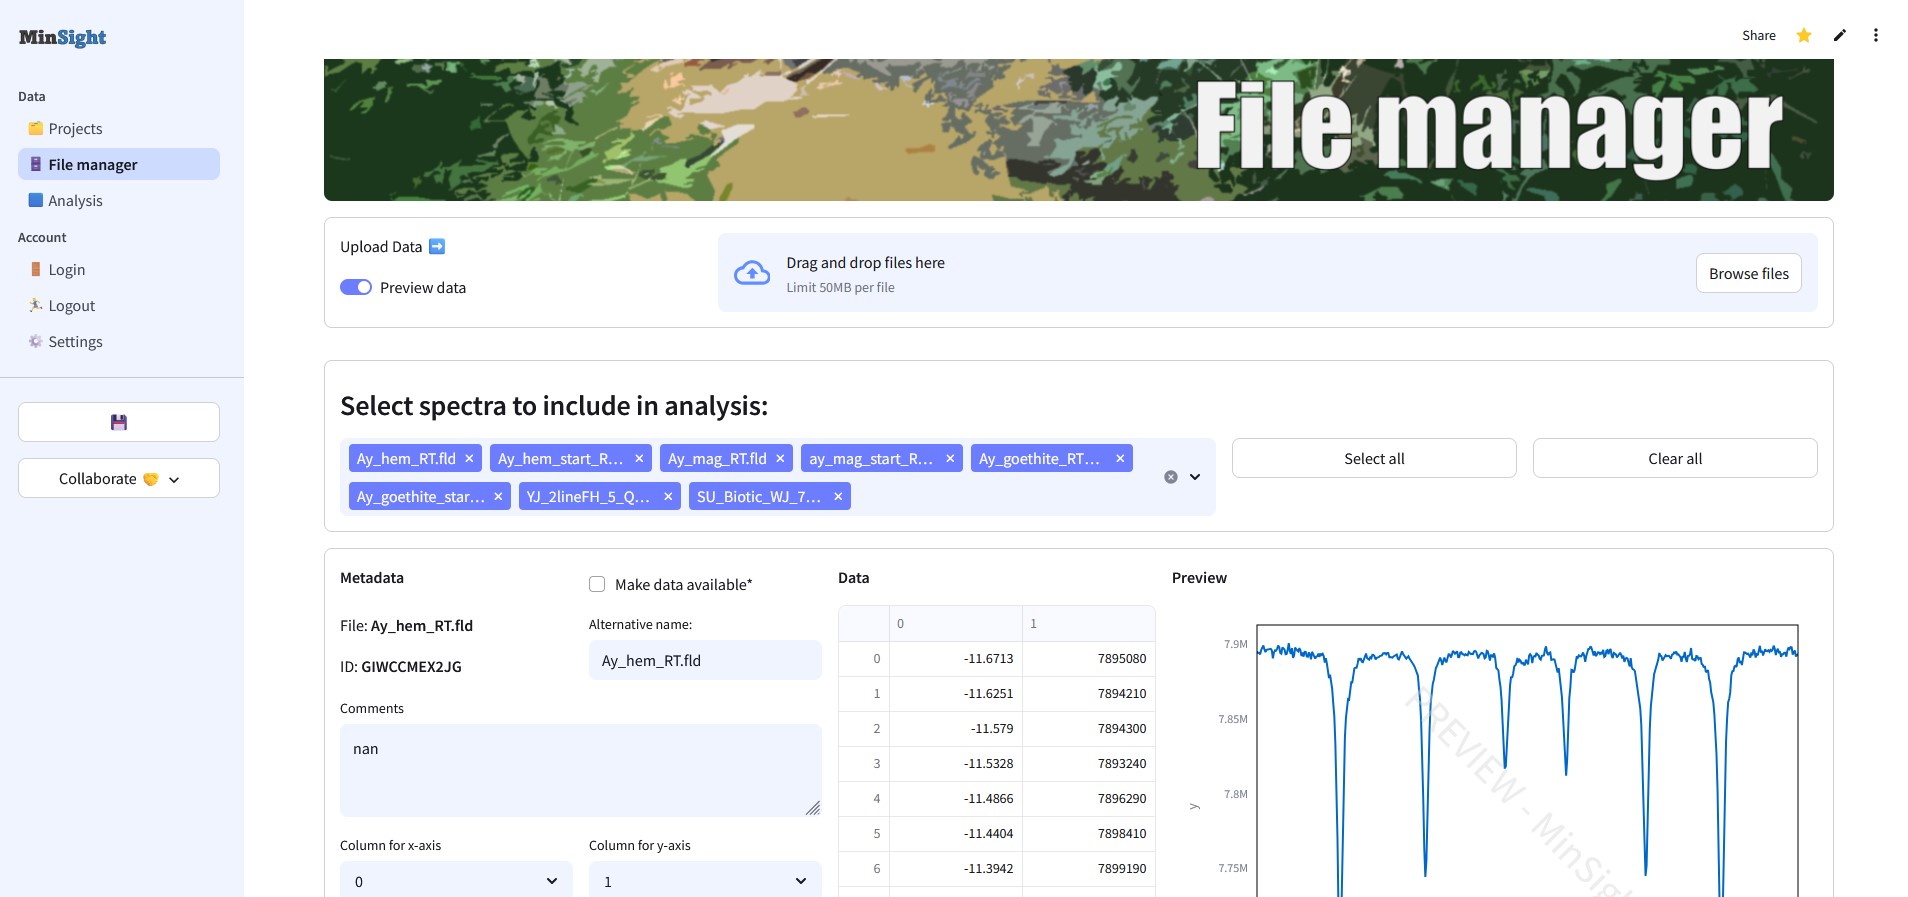 MinSight
Share
Data
Projects
File manager
Analysis
Account
Login
Logout
Settings
Collaborate
File manager
Upload Data
Preview data
Drag and drop files here
Limit 50MB per file
Browse files
Select spectra to include in analysis:
Ay_hem_RT.fld Ay_hem_start_R... Ay_mag_RT.fld ay_mag_start_R... Ay_goethite_RT...
Ay_goethite_star... YJ_2lineFH_5_Q... SU_Biotic_WJ_7...
Select all
Clear all
Metadata
Make data available*
File: Ay_hem_RT.fld
Alternative name:
Ay_hem_RT.fld
ID: GIWCCMEX2JG
Comments
nan
Column for x-axis
0
Column for y-axis
1
Data
0 1
0 -11.6713 7895080
1 -11.6251 7894210
2 -11.579 7894300
3 -11.5328 7893240
4 -11.4866 7896290
5 -11.4404 7898410
6 -11.3942 7899190
Preview
7.9M
7.85M
7.8M
7.75M
y
PREVIEW - MinSig